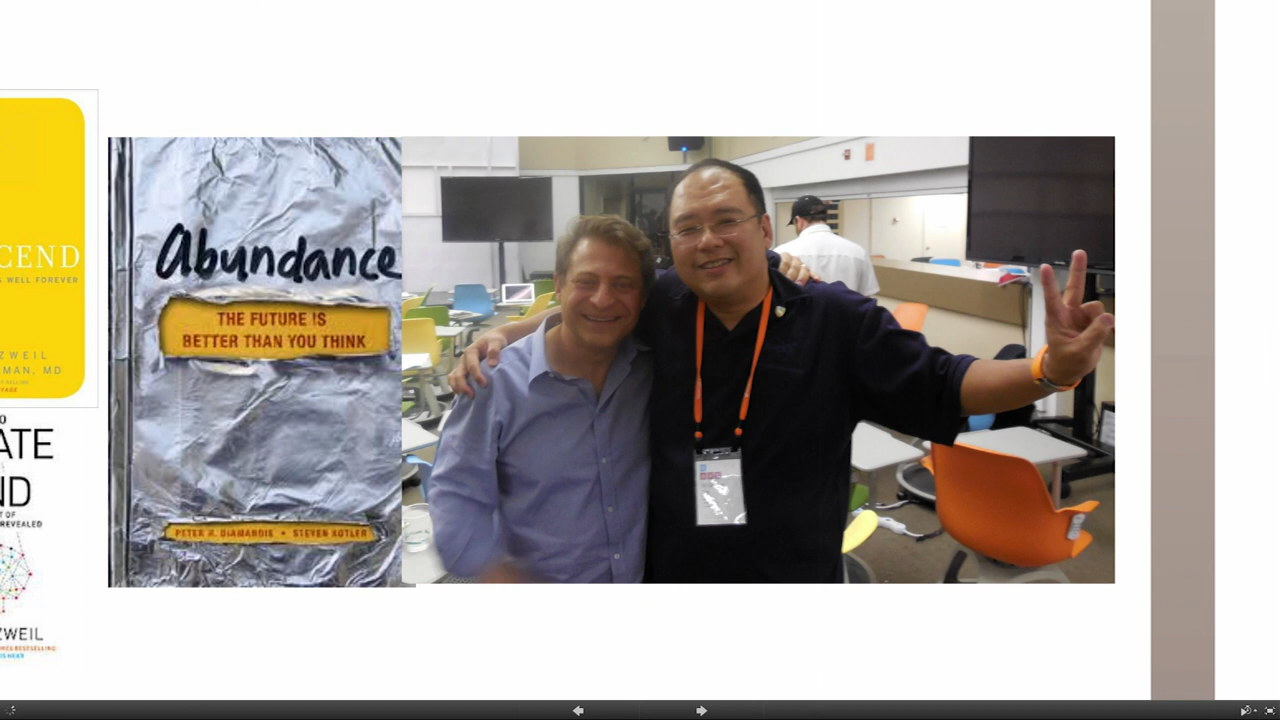 CEND
S WELL FOREVER
ZWEIL
MAN, MD
ATE
ND
T OF
REVEALED
ZWEIL
abundance
THE FUTURE IS
BETTER THAN YOU THINK
PETER H. DIAMANDIS • STEVEN KOTLER